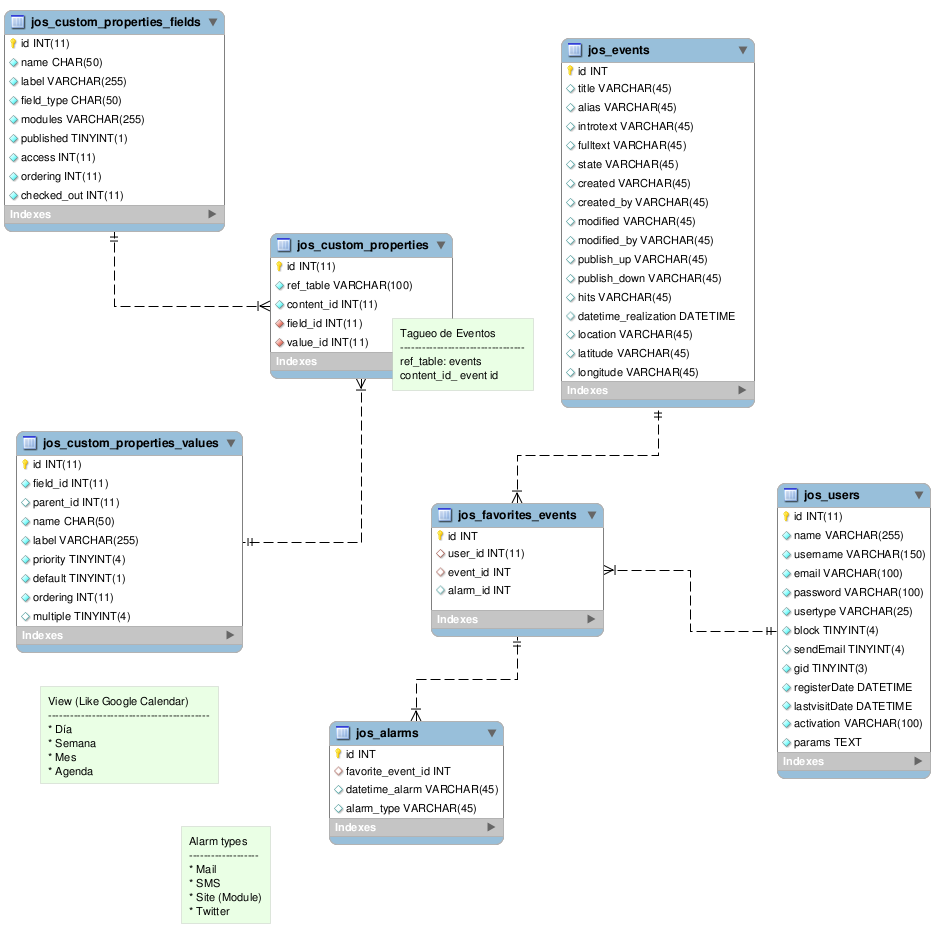 jos_custom_properties_fields
id INT(11)
name CHAR(50)
label VARCHAR(255)
field_type CHAR(50)
modules VARCHAR(255)
published TINYINT(1)
access INT(11)
ordering INT(11)
checked_out INT(11)
Indexes
jos_events
id INT
title VARCHAR(45)
alias VARCHAR(45)
introtext VARCHAR(45)
fulltext VARCHAR(45)
state VARCHAR(45)
created VARCHAR(45)
created_by VARCHAR(45)
modified VARCHAR(45)
modified_by VARCHAR(45)
publish_up VARCHAR(45)
publish_down VARCHAR(45)
hits VARCHAR(45)
datetime_realization DATETIME
location VARCHAR(45)
latitude VARCHAR(45)
longitude VARCHAR(45)
Indexes
jos_custom_properties
id INT(11)
ref_table VARCHAR(100)
content_id INT(11)
field_id INT(11)
value_id INT(11)
Indexes
Tagueo de Eventos
----------------------------------
ref_table: events
content_id_ event id
jos_custom_properties_values
id INT(11)
field_id INT(11)
parent_id INT(11)
name CHAR(50)
label VARCHAR(255)
priority TINYINT(4)
default TINYINT(1)
ordering INT(11)
multiple TINYINT(4)
Indexes
jos_favorites_events
id INT
user_id INT(11)
event_id INT
alarm_id INT
Indexes
jos_users
id INT(11)
name VARCHAR(255)
username VARCHAR(150)
email VARCHAR(100)
password VARCHAR(100)
usertype VARCHAR(25)
block TINYINT(4)
sendEmail TINYINT(4)
gid TINYINT(3)
registerDate DATETIME
lastvisitDate DATETIME
activation VARCHAR(100)
params TEXT
Indexes
View (Like Google Calendar)
--------------------------------------------
* Día
* Semana
* Mes
* Agenda
jos_alarms
id INT
favorite_event_id INT
datetime_alarm VARCHAR(45)
alarm_type VARCHAR(45)
Indexes
Alarm types
-------------------
* Mail
* SMS
* Site (Module)
* Twitter